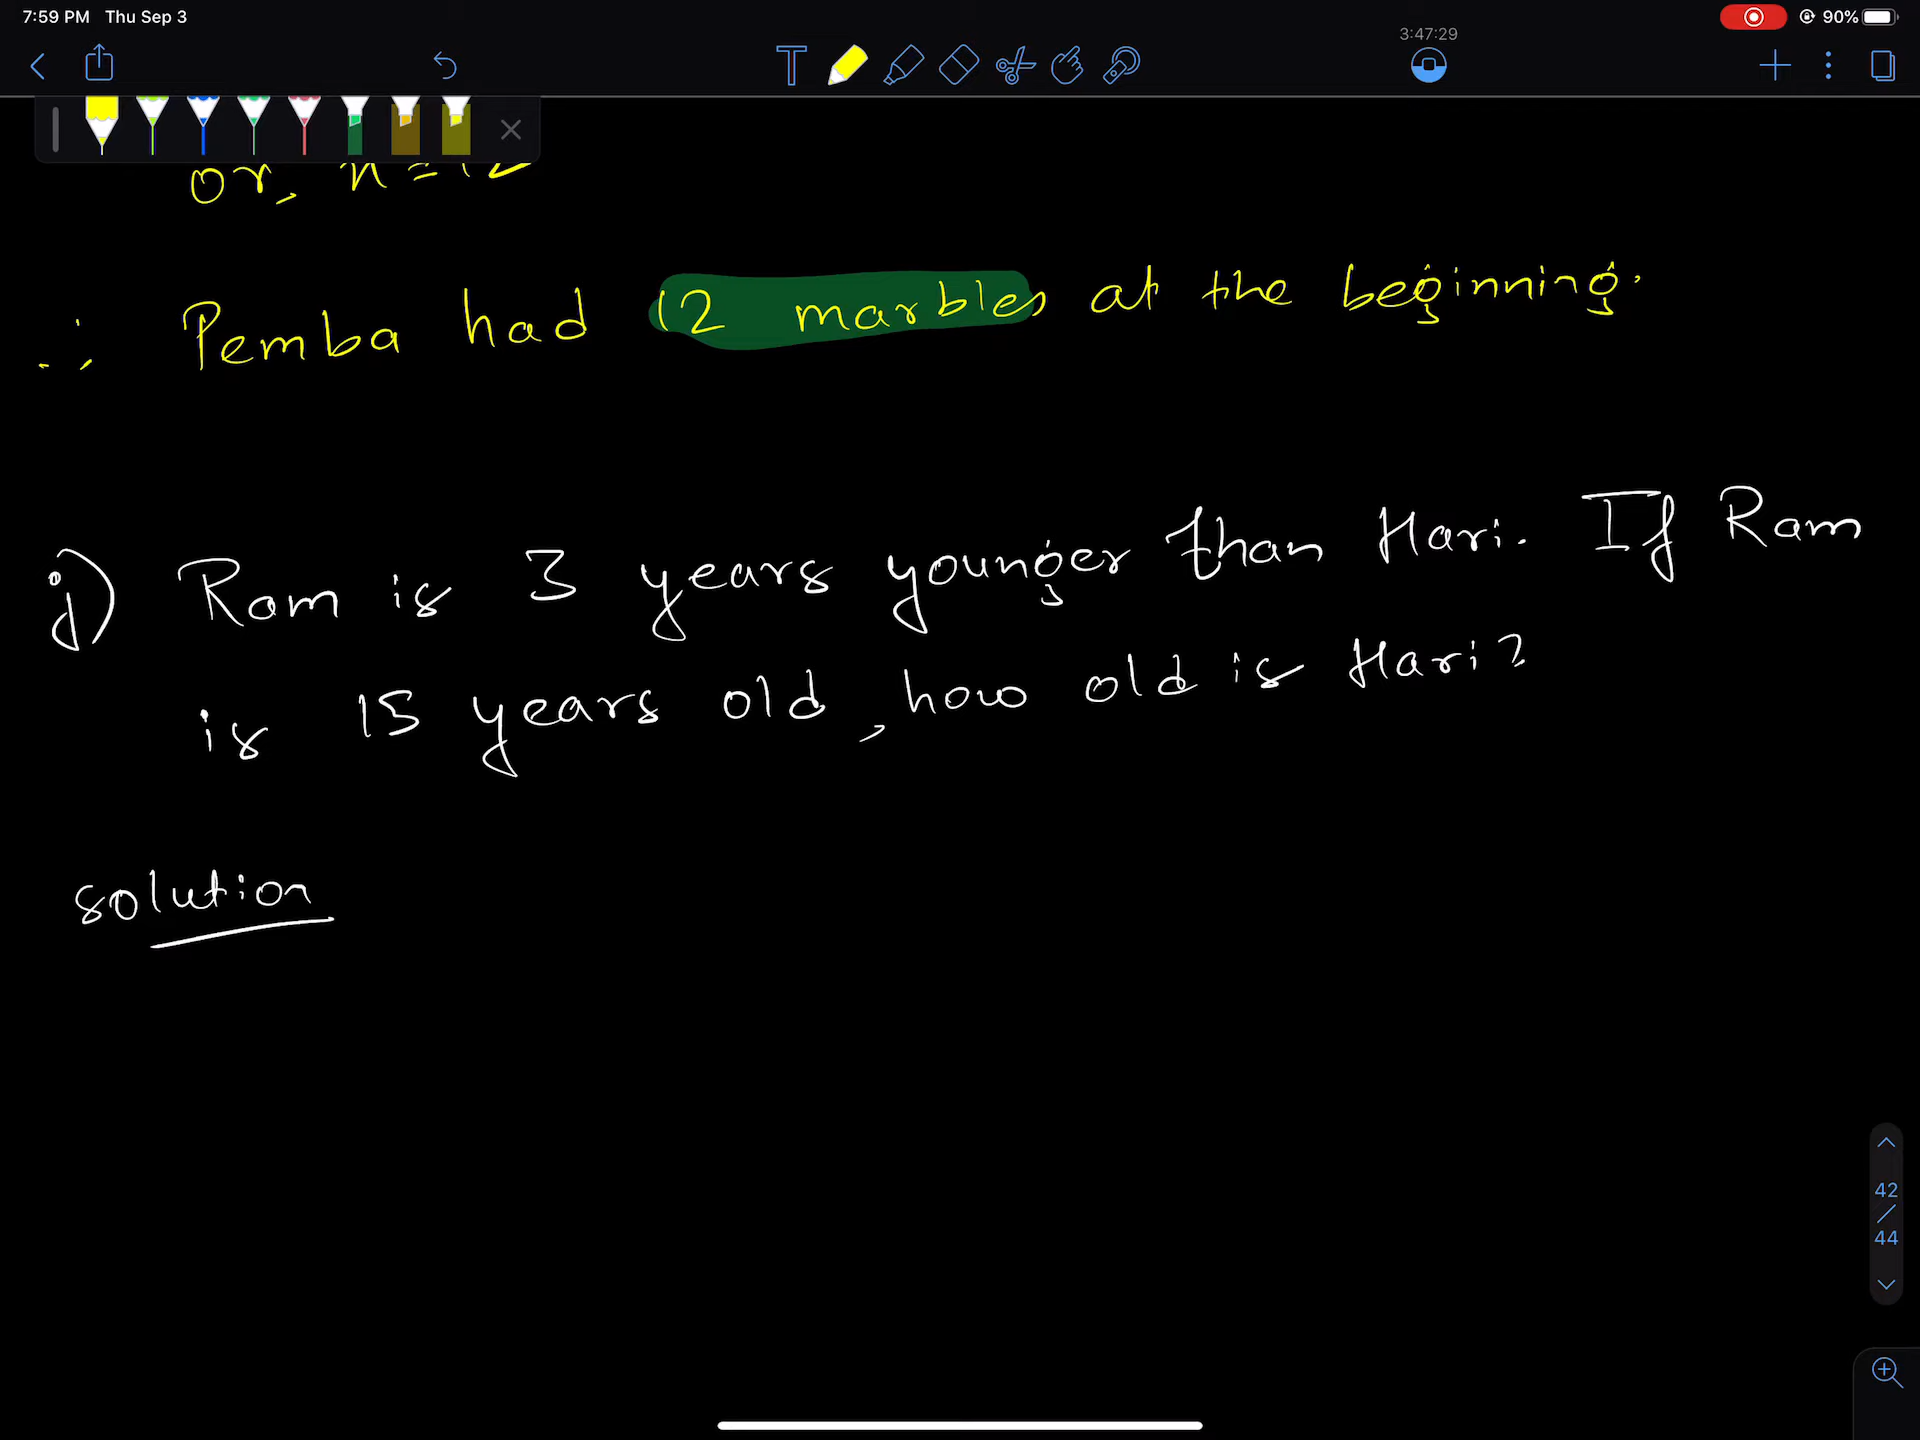 7:59 PM Thu Sep 3
90%
3:47:29
or, x = 12
∴ Pemba had 12 marbles at the beginning.
j) Ram is 3 years younger than Hari. If Ram
is 15 years old, how old is Hari?
solution
42
/
44